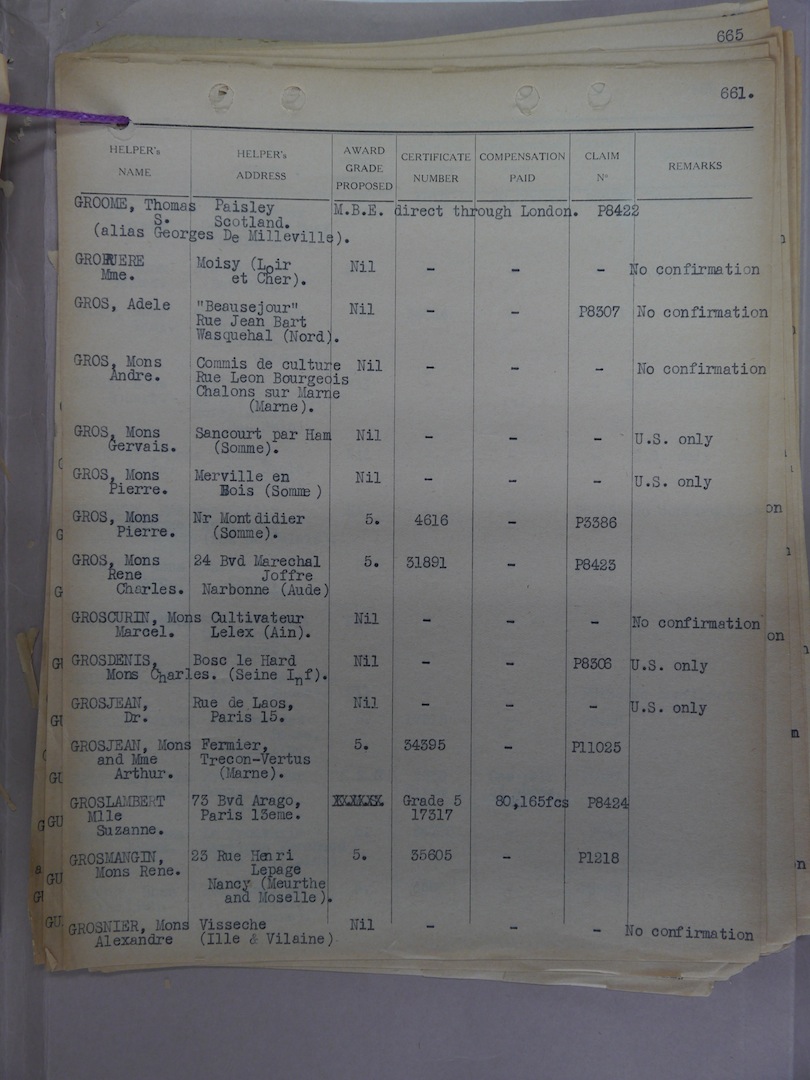 665
661.
HELPER's NAME HELPER's ADDRESS AWARD GRADE PROPOSED CERTIFICATE NUMBER COMPENSATION PAID CLAIM No REMARKS
GROOME, Thomas Paisley M.B.E. direct through London. P8422
S. Scotland.
(alias Georges De Milleville).
Moisy (Loir Nil - - - No confirmation
Mme. et Cher).
GROS, Adele "Beausejour" Nil - - P8307 No confirmation
Rue Jean Bart
Wasquehal (Nord).
GROS, Mons Commis de culture Nil - - - No confirmation
Andre. Rue Leon Bourgeois
Chalons sur Marne
(Marne).
GROS, Mons Sancourt par Ham Nil - - - U.S. only
Gervais. (Somme).
GROS, Mons Merville en Nil - - - U.S. only
Pierre. Bois (Somme)
GROS, Mons Nr Montdidier 5. 4616 - P3386
Pierre. (Somme).
GROS, Mons 24 Bvd Marechal 5. 31891 - P8423
Rene Joffre
Charles. Narbonne (Aude)
GROSCURIN, Mons Cultivateur Nil - - - No confirmation
Marcel. Lelex (Ain).
GROSDENIS, Bosc le Hard Nil - - P8306 U.S. only
Mons Charles. (Seine Inf).
GROSJEAN, Rue de Laos, Nil - - - U.S. only
Dr. Paris 15.
GROSJEAN, Mons Fermier, 5. 34395 - P11025
and Mme Trecon-Vertus
Arthur. (Marne).
GROSLAMBERT 73 Bvd Arago, Grade 5 80,165fcs P8424
Mlle Paris 13eme. 17317
Suzanne.
GROSMANGIN, 23 Rue Henri 5. 35605 - P1218
Mons Rene. Lepage
Nancy (Meurthe
and Moselle).
GROSNIER, Mons Visseche Nil - - - No confirmation
Alexandre (Ille & Vilaine)